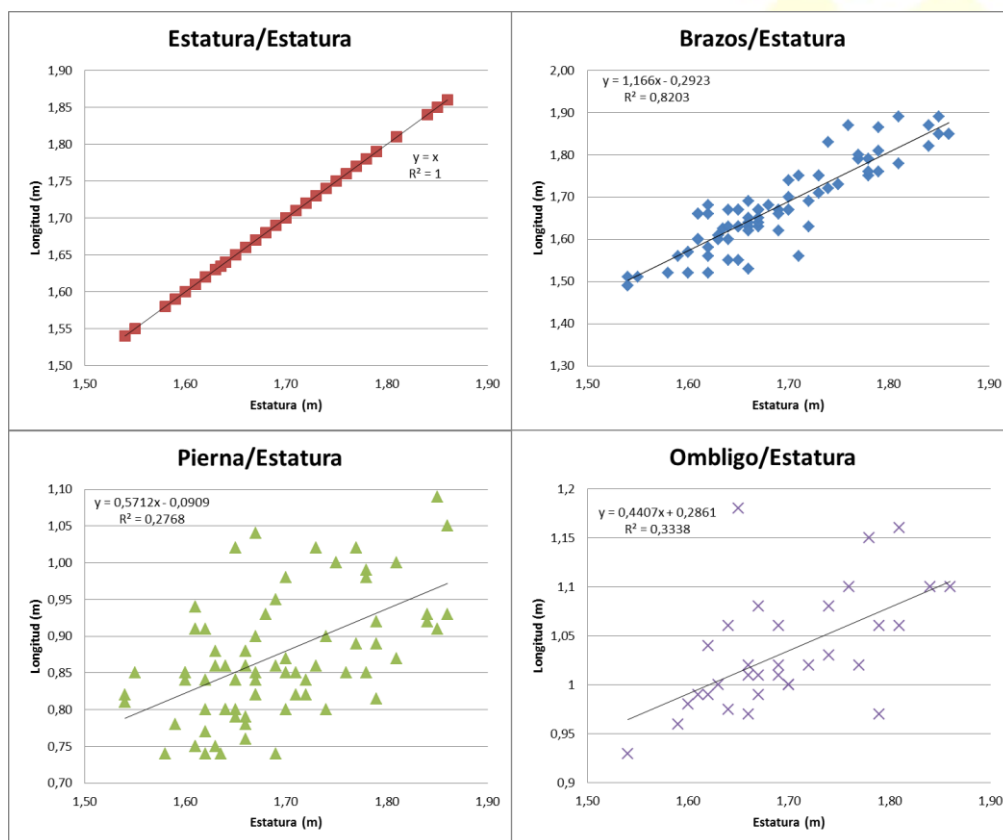 Estatura/Estatura
Longitud (m)
1,90
1,85
1,80
1,75
1,70
1,65
1,60
1,55
1,50
y = x
R² = 1
1,50 1,60 1,70 1,80 1,90
Estatura (m)
Brazos/Estatura
y = 1,166x - 0,2923
R² = 0,8203
Longitud (m)
2,00
1,90
1,80
1,70
1,60
1,50
1,40
1,30
1,50 1,60 1,70 1,80 1,90
Estatura (m)
Pierna/Estatura
y = 0,5712x - 0,0909
R² = 0,2768
Longitud (m)
1,10
1,05
1,00
0,95
0,90
0,85
0,80
0,75
0,70
1,50 1,60 1,70 1,80 1,90
Estatura (m)
Ombligo/Estatura
y = 0,4407x + 0,2861
R² = 0,3338
Longitud (m)
1,2
1,15
1,1
1,05
1
0,95
0,9
1,50 1,60 1,70 1,80 1,90
Estatura (m)